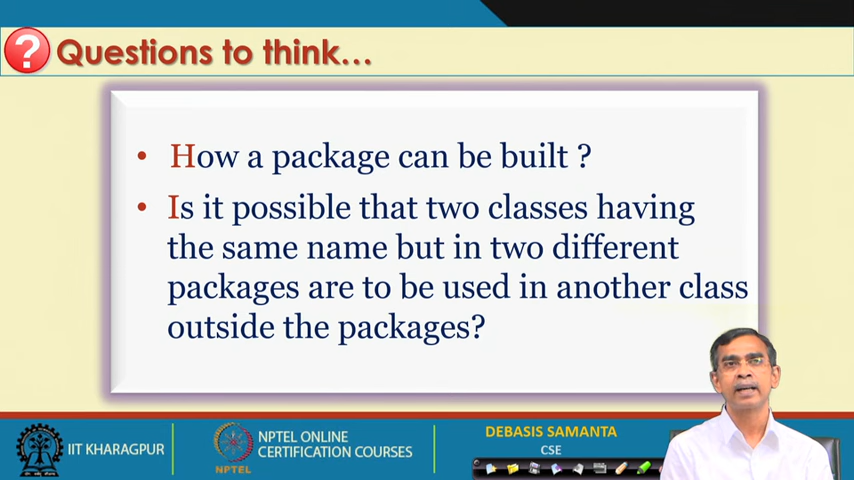 ?
Questions to think...
• How a package can be built ?
• Is it possible that two classes having
the same name but in two different
packages are to be used in another class
outside the packages?
IIT KHARAGPUR
NPTEL
NPTEL ONLINE
CERTIFICATION COURSES
DEBASIS SAMANTA
CSE